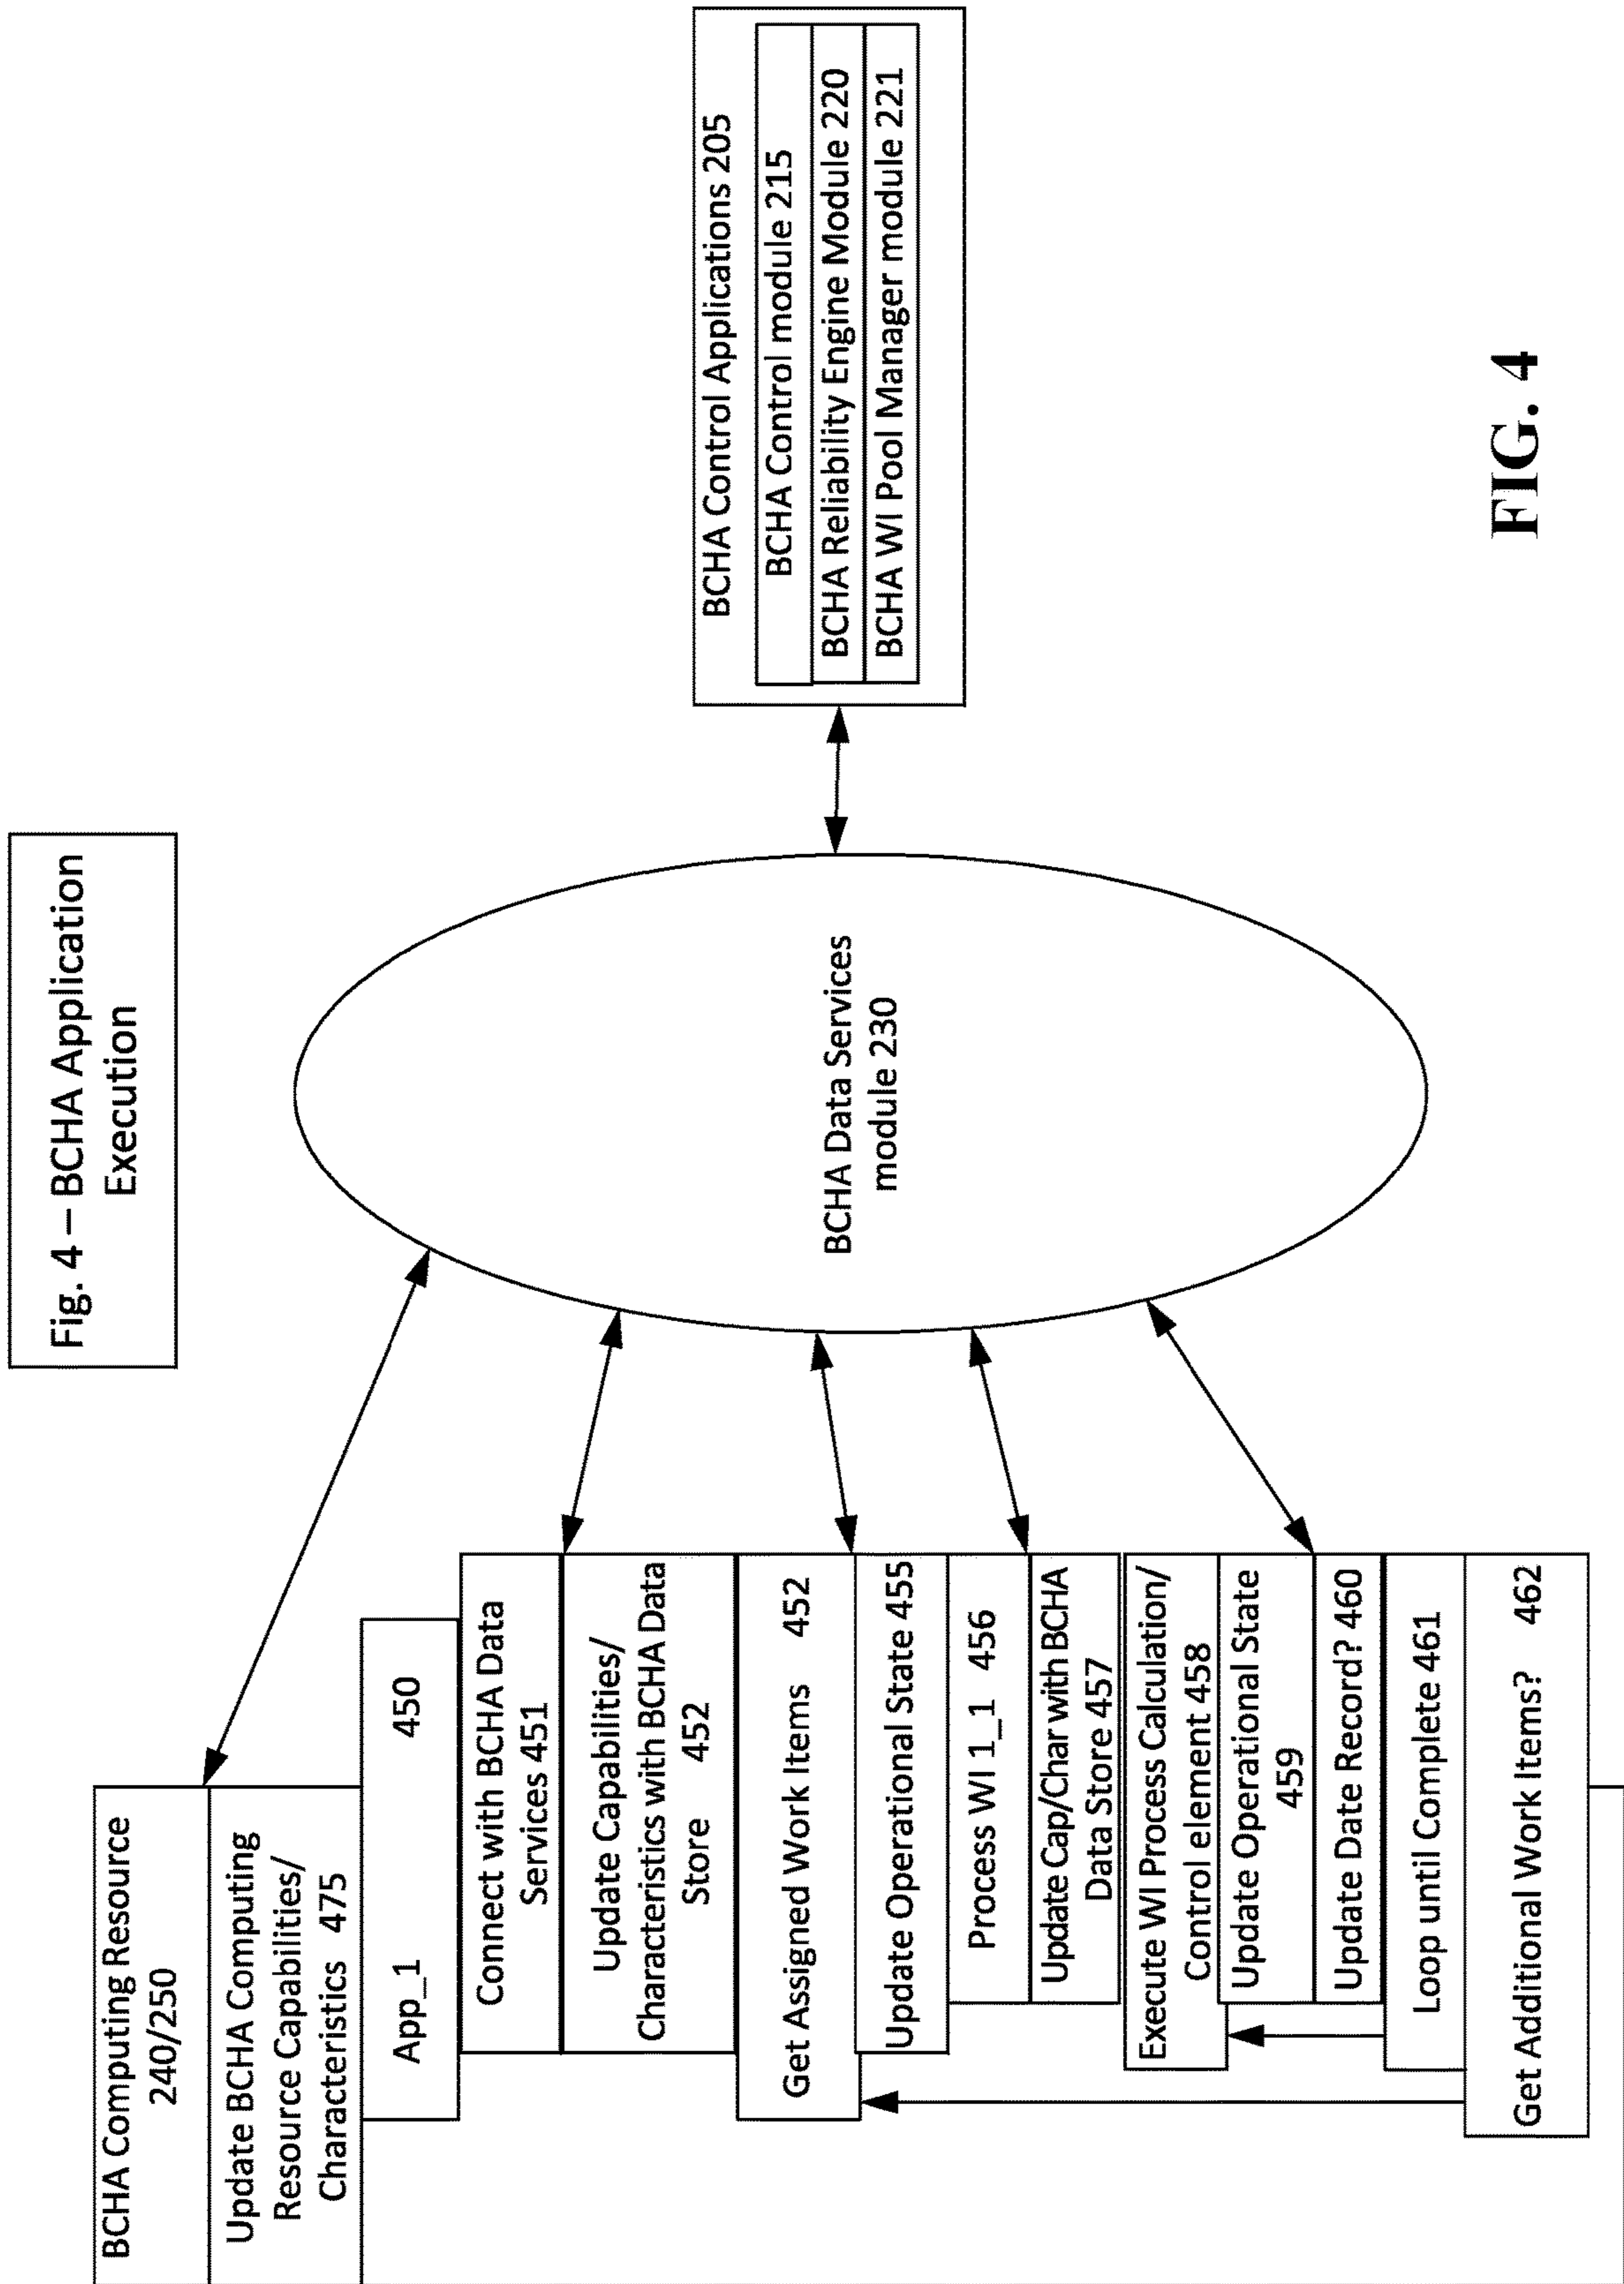 Fig. 4 – BCHA Application
Execution
BCHA Computing Resource
240/250
Update BCHA Computing
Resource Capabilities/
Characteristics 475
App_1 450
Connect with BCHA Data
Services 451
Update Capabilities/
Characteristics with BCHA Data
Store 452
Get Assigned Work Items 452
Update Operational State 455
Process WI 1_1 456
Update Cap/Char with BCHA
Data Store 457
Execute WI Process Calculation/
Control element 458
Update Operational State
459
Update Date Record? 460
Loop until Complete 461
Get Additional Work Items? 462
BCHA Data Services
module 230
BCHA Control Applications 205
BCHA Control module 215
BCHA Reliability Engine Module 220
BCHA WI Pool Manager module 221
FIG. 4